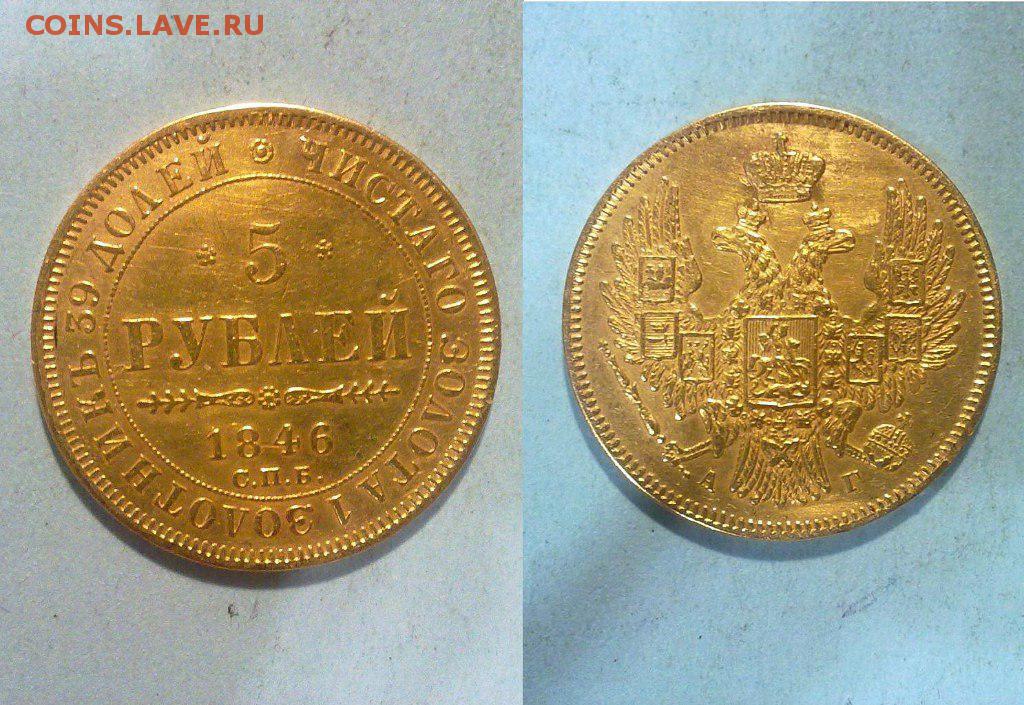 COINS.LAVE.RU
ЧИСТАГО ЗОЛОТА 1 ЗОЛОТНИКЪ 39 ДОЛЕЙ
5
РУБЛЕЙ
1846
С.П.Б.
А Г